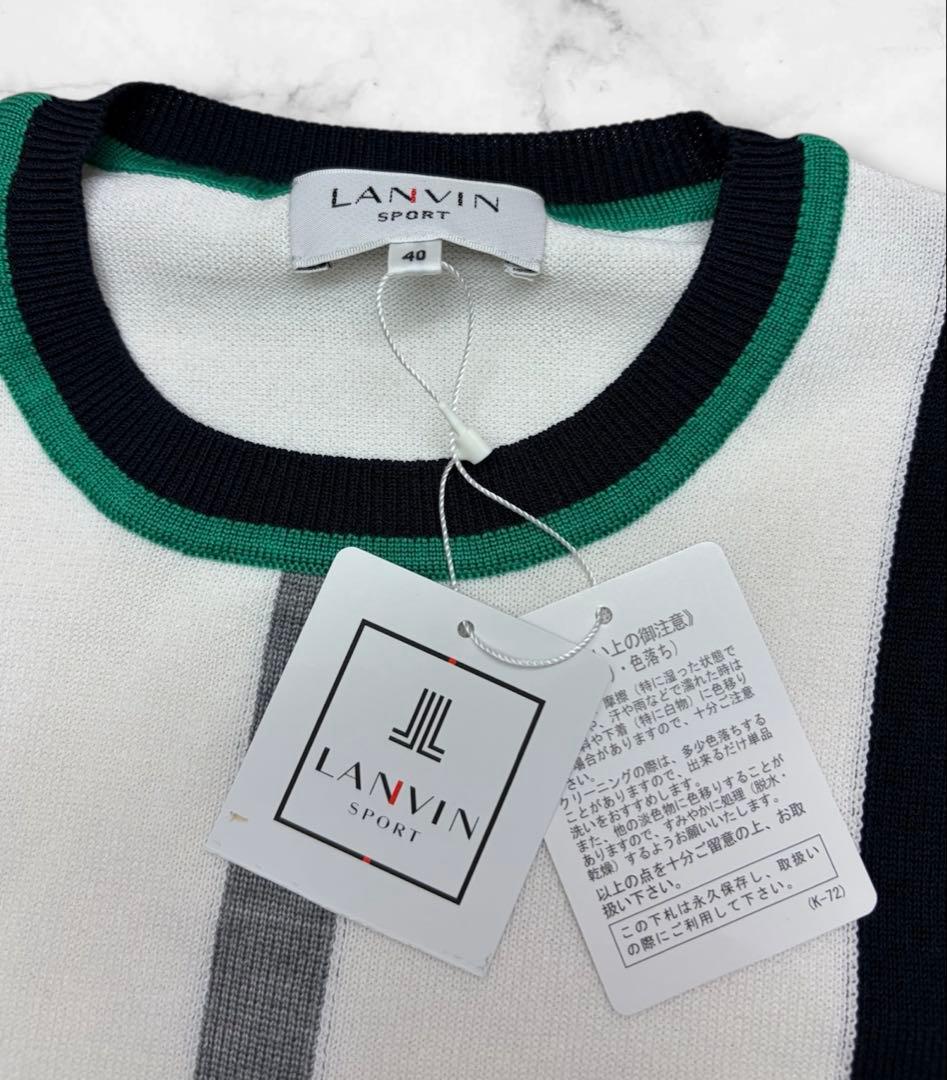 LANVIN
SPORT
40
LANVIN
SPORT
い上の御注意》
・色落ち)
摩擦（特に湿った状態で
、汗や雨などで濡れた時は
や下着（特に白物）に色移り
場合がありますので、十分ご注意
さい。
クリーニングの際は、多少色落ちする
ことがありますので、出来るだけ単品
洗いをおすすめします。
また、他の淡色物に色移りすることが
ありますので、すみやかに処理（脱水・
乾燥）するようお願いいたします。
以上の点を十分ご留意の上、お取
扱い下さい。
この下札は永久保存し、取扱い
の際にご利用して下さい。
(K-72)